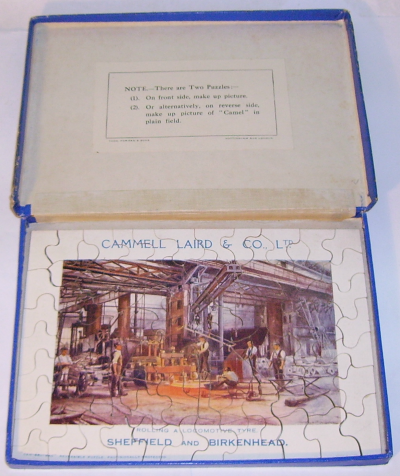 NOTE.—There are Two Puzzles:—
(1). On front side, make up picture.
(2). Or alternatively, on reverse side,
make up picture of "Camel" in
plain field.
CAMMELL LAIRD & CO. LTD
ROLLING A LOCOMOTIVE TYRE
SHEFFIELD AND BIRKENHEAD.